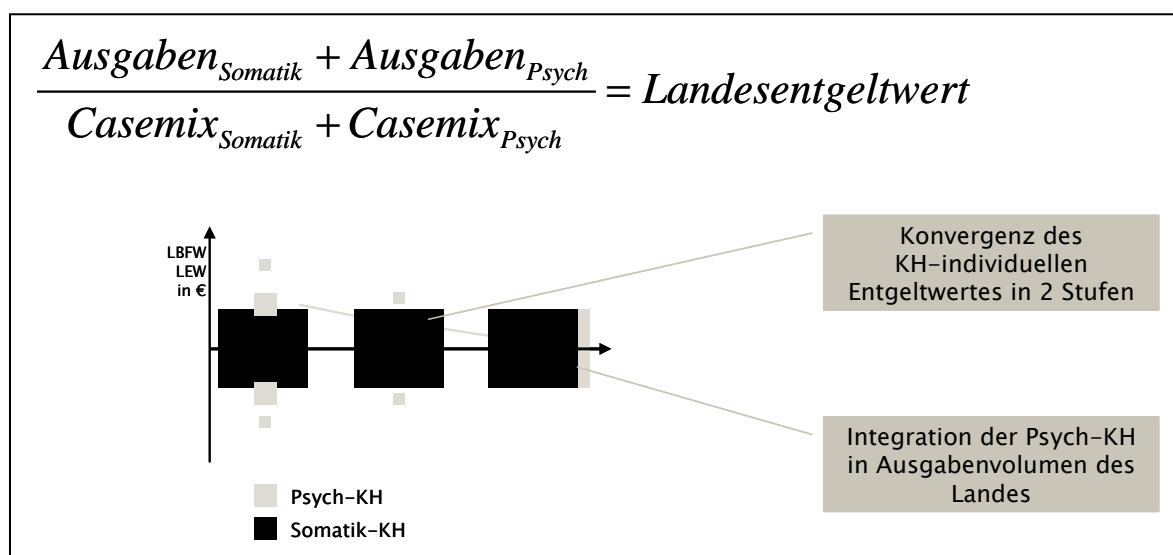 Ausgaben_Somatik + Ausgaben_Psych
Casemix_Somatik + Casemix_Psych
= Landesentgeltwert
LBFW
LEW
in €
Konvergenz des
KH-individuellen
Entgeltwertes in 2 Stufen
Integration der Psych-KH
in Ausgabenvolumen des
Landes
Psych-KH
Somatik-KH